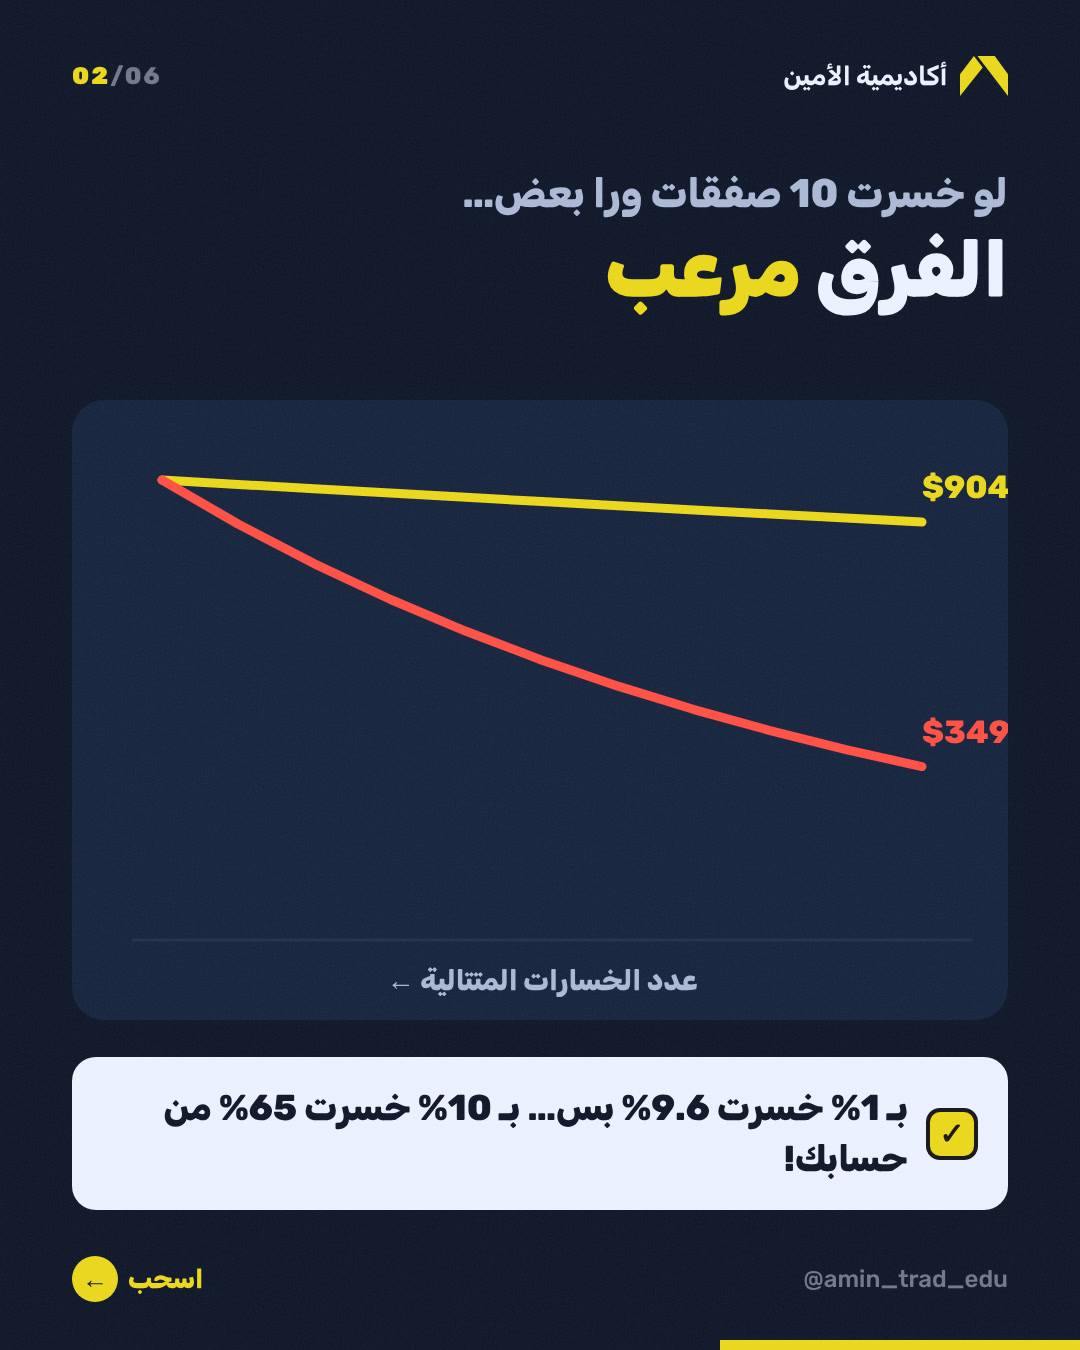 أكاديمية الأمين
02/06
لو خسرت 10 صفقات ورا بعض...
الفرق مرعب
$904
$349
عدد الخسارات المتتالية ←
بـ 1% خسرت 9.6% بس... بـ 10% خسرت 65% من
حسابك!
@amin_trad_edu
اسحب ←